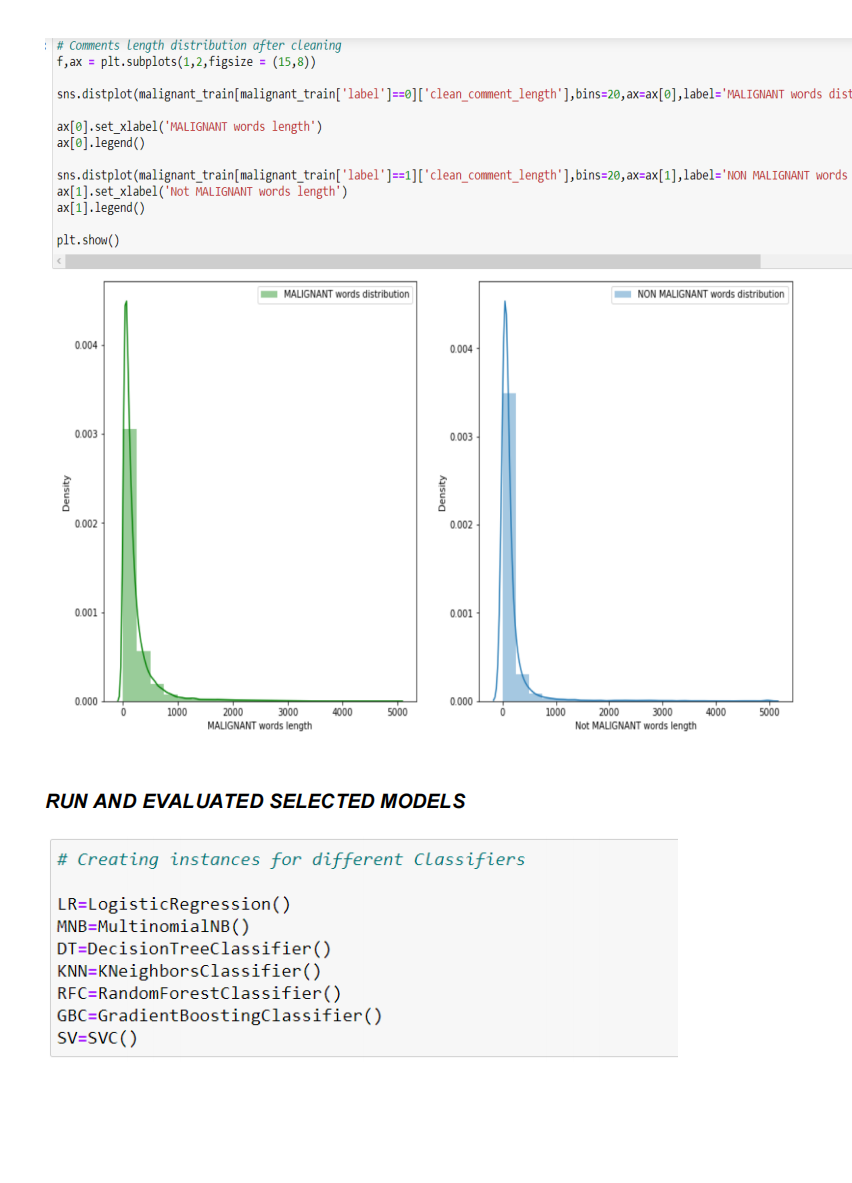 # Comments length distribution after cleaning
f,ax = plt.subplots(1,2,figsize = (15,8))
sns.distplot(malignant_train[malignant_train['label']==0]['clean_comment_length'],bins=20,ax=ax[0],label='MALIGNANT words dist
ax[0].set_xlabel('MALIGNANT words length')
ax[0].legend()
sns.distplot(malignant_train[malignant_train['label']==1]['clean_comment_length'],bins=20,ax=ax[1],label='NON MALIGNANT words
ax[1].set_xlabel('Not MALIGNANT words length')
ax[1].legend()
plt.show()
MALIGNANT words distribution
0.004
0.003
0.002
0.001
0.000
Density
0 1000 2000 3000 4000 5000
MALIGNANT words length
NON MALIGNANT words distribution
0.004
0.003
0.002
0.001
0.000
Density
0 1000 2000 3000 4000 5000
Not MALIGNANT words length
RUN AND EVALUATED SELECTED MODELS
# Creating instances for different Classifiers
LR=LogisticRegression()
MNB=MultinomialNB()
DT=DecisionTreeClassifier()
KNN=KNeighborsClassifier()
RFC=RandomForestClassifier()
GBC=GradientBoostingClassifier()
SV=SVC()